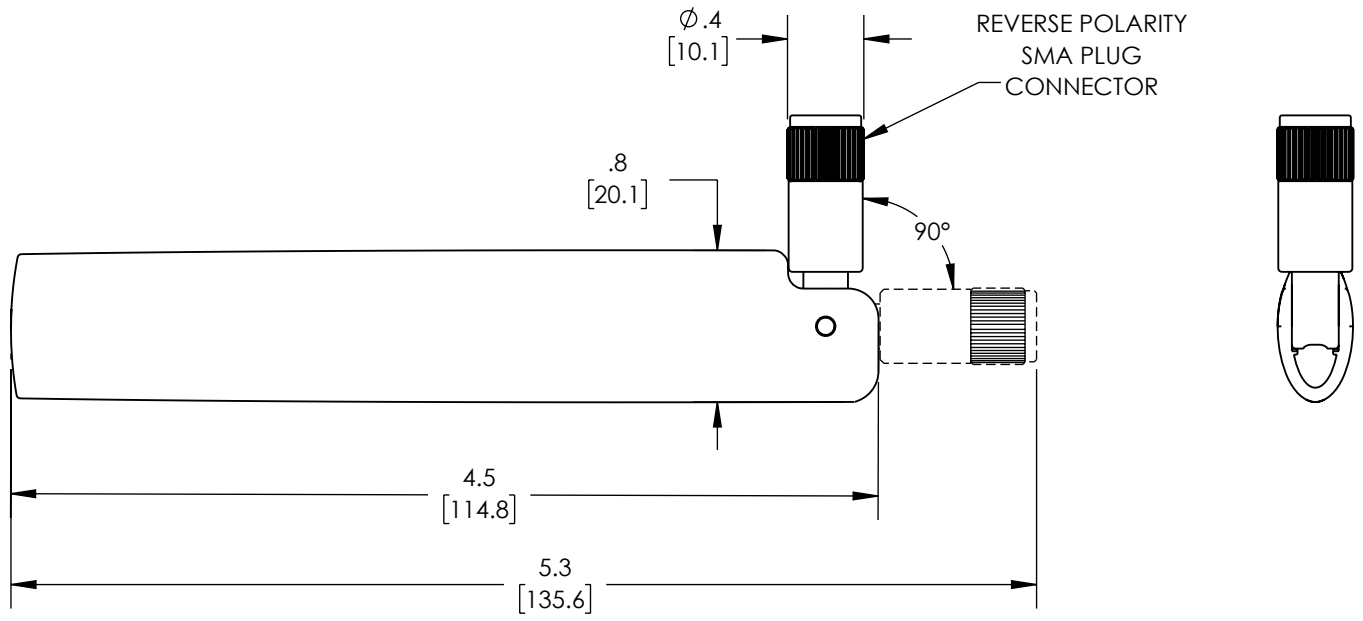 Ø .4
[10.1]
REVERSE POLARITY
SMA PLUG
CONNECTOR
.8
[20.1]
90°
4.5
[114.8]
5.3
[135.6]